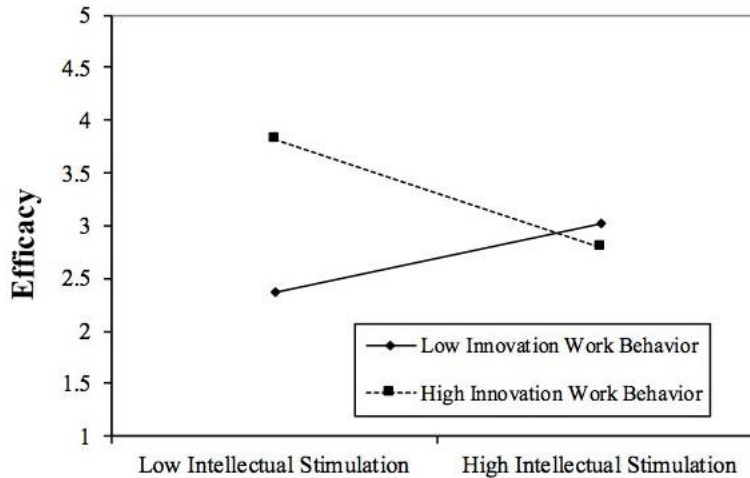 5
4.5
4
3.5
3
2.5
2
1.5
1
Efficacy
Low Innovation Work Behavior
High Innovation Work Behavior
Low Intellectual Stimulation
High Intellectual Stimulation